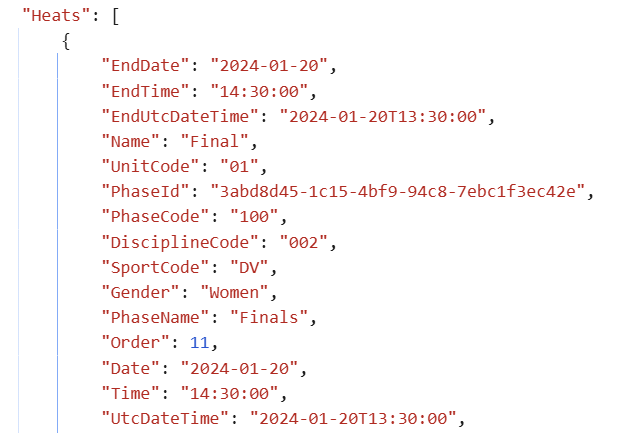 "Heats": [
{
"EndDate": "2024-01-20",
"EndTime": "14:30:00",
"EndUtcDateTime": "2024-01-20T13:30:00",
"Name": "Final",
"UnitCode": "01",
"PhaseId": "3abd8d45-1c15-4bf9-94c8-7ebc1f3ec42e",
"PhaseCode": "100",
"DisciplineCode": "002",
"SportCode": "DV",
"Gender": "Women",
"PhaseName": "Finals",
"Order": 11,
"Date": "2024-01-20",
"Time": "14:30:00",
"UtcDateTime": "2024-01-20T13:30:00",